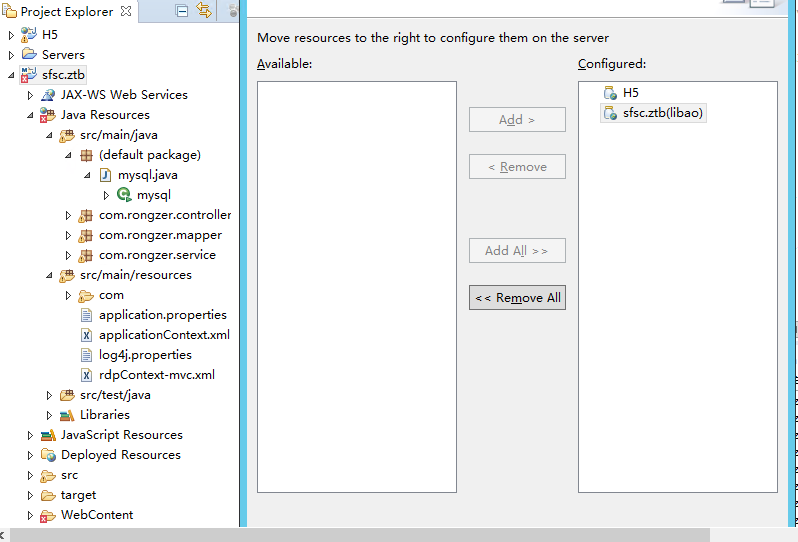 Project Explorer
H5
Servers
sfsc.ztb
JAX-WS Web Services
Java Resources
src/main/java
(default package)
mysql.java
mysql
com.rongzer.controller
com.rongzer.mapper
com.rongzer.service
src/main/resources
com
application.properties
applicationContext.xml
log4j.properties
rdpContext-mvc.xml
src/test/java
Libraries
JavaScript Resources
Deployed Resources
src
target
WebContent
Move resources to the right to configure them on the server
Available:
Configured:
Add >
< Remove
Add All >>
<< Remove All
H5
sfsc.ztb(libao)